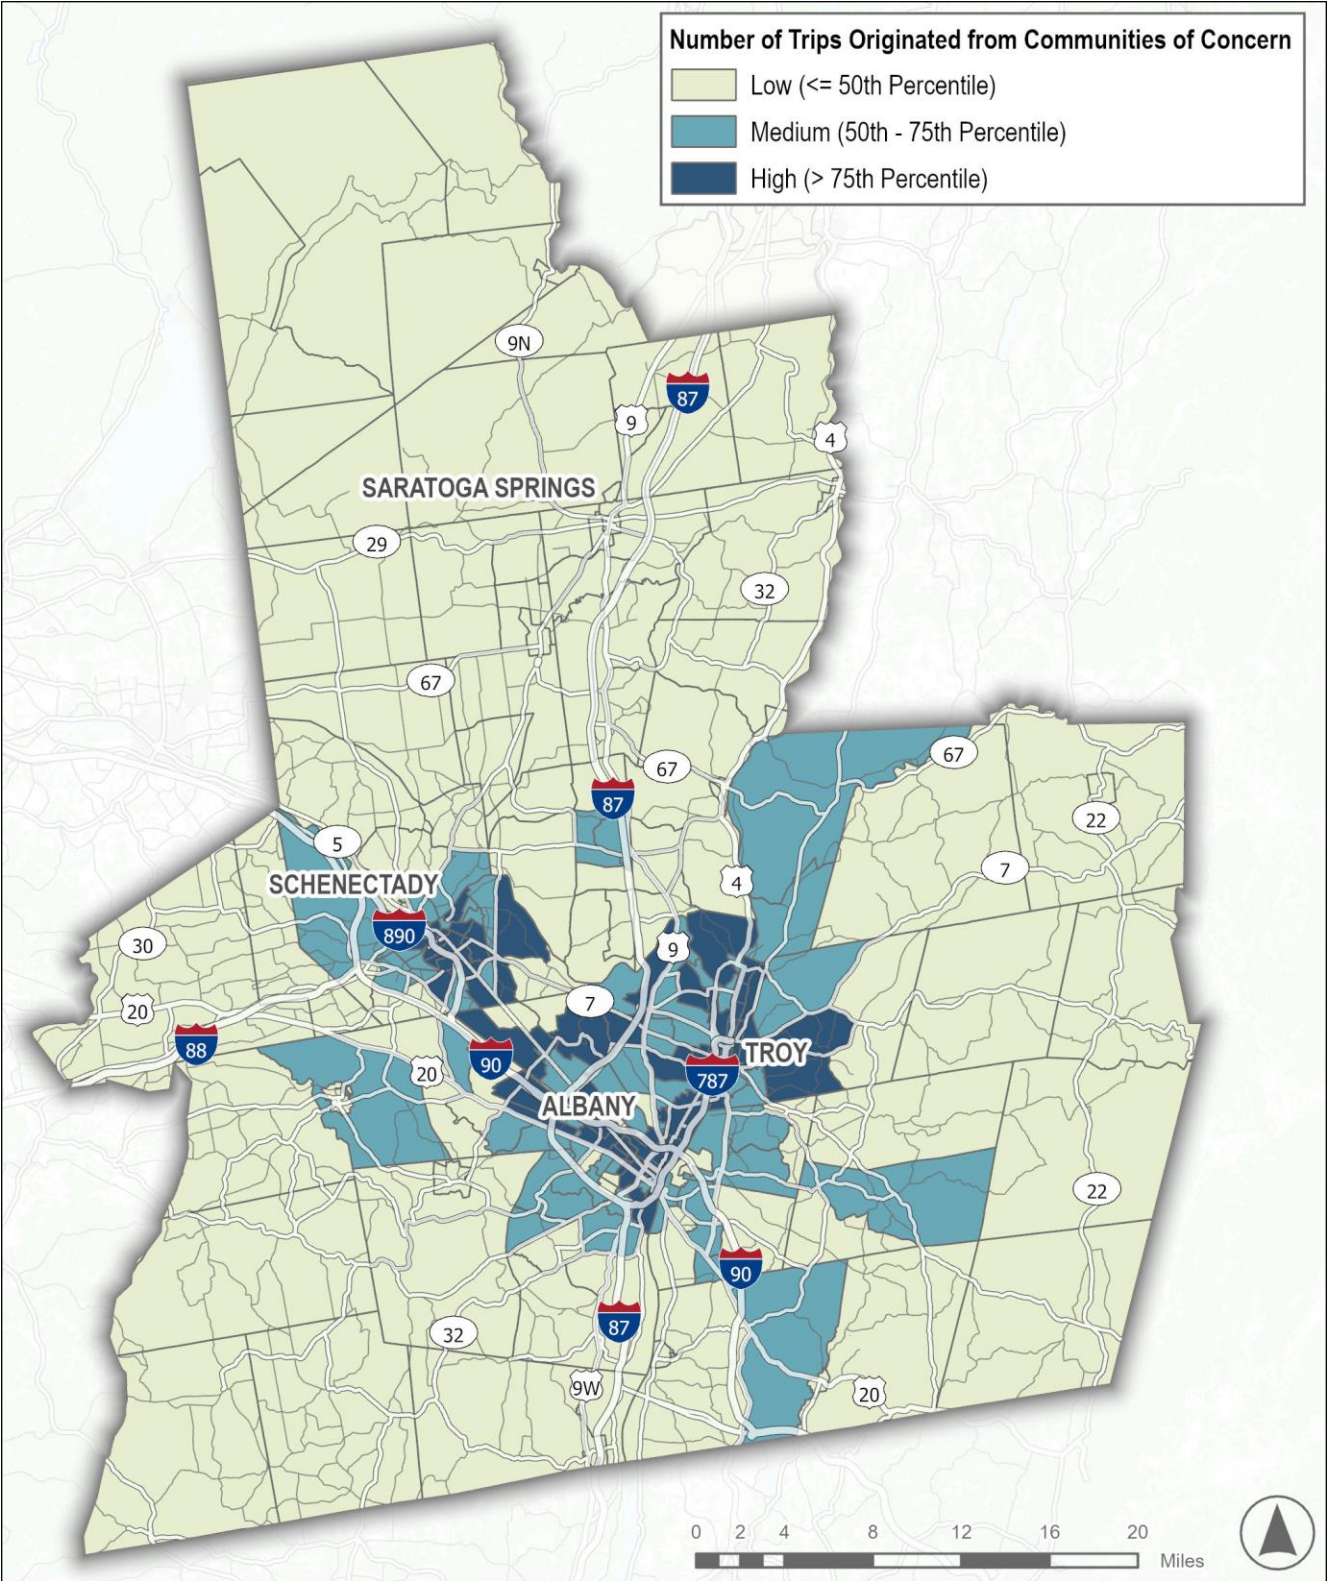 Number of Trips Originated from Communities of Concern
Low (<= 50th Percentile)
Medium (50th - 75th Percentile)
High (> 75th Percentile)
9N
87
9
4
SARATOGA SPRINGS
29
32
67
67
67
87
22
5
7
4
SCHENECTADY
890
9
30
7
20
88
20
90
TROY
787
ALBANY
22
90
87
32
9W
20
0 2 4 8 12 16 20
Miles